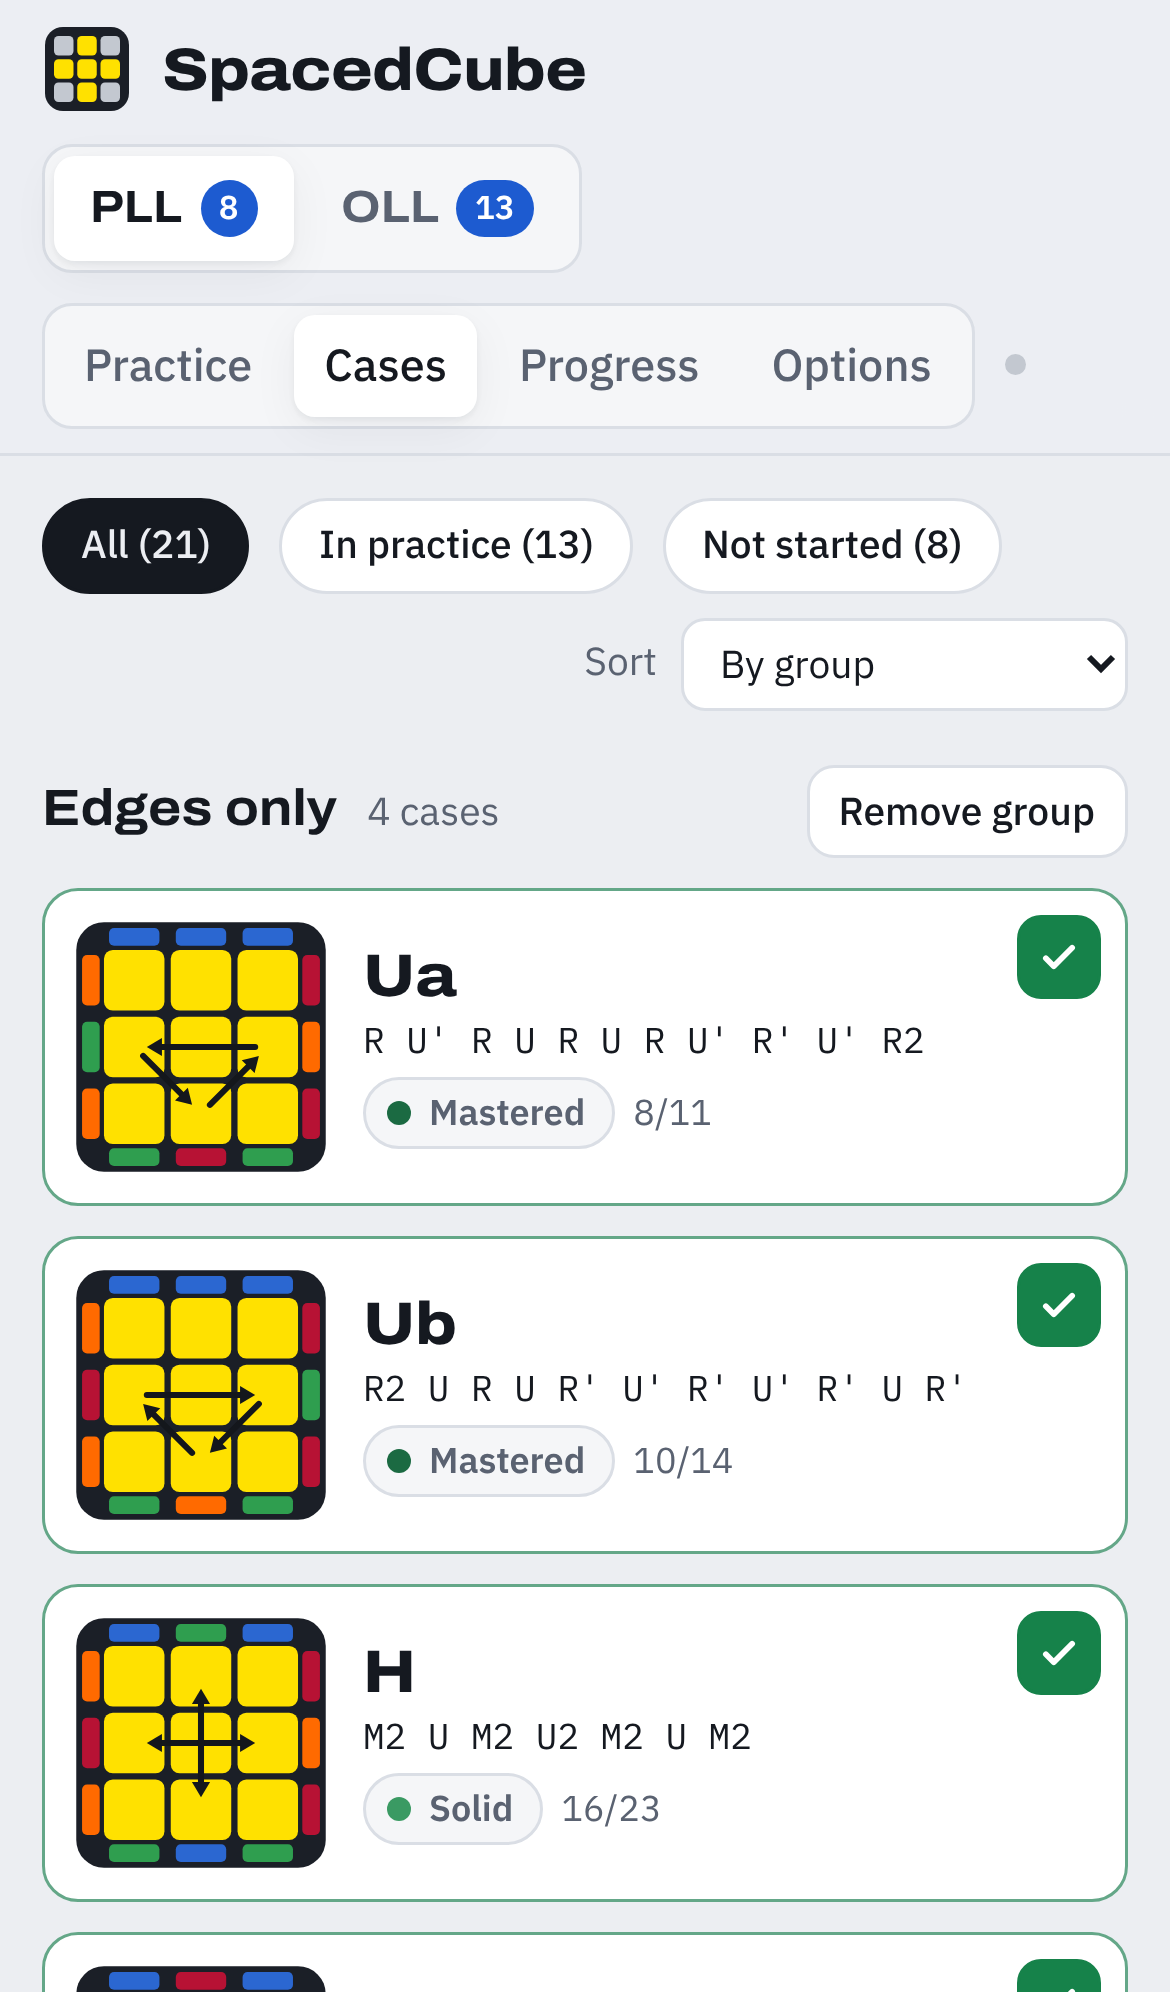 SpacedCube
PLL 8 OLL 13
Practice Cases Progress Options
All (21) In practice (13) Not started (8)
Sort By group
Edges only 4 cases Remove group
Ua
R U' R U R U R U' R' U' R2
Mastered 8/11
Ub
R2 U R U R' U' R' U' R' U R'
Mastered 10/14
H
M2 U M2 U2 M2 U M2
Solid 16/23